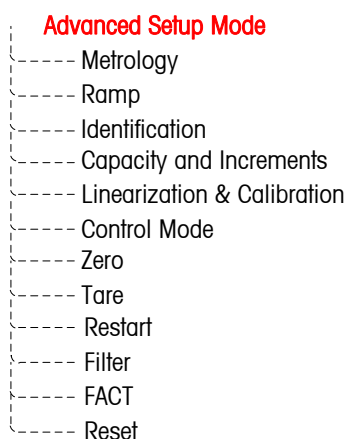 Advanced Setup Mode
Metrology
Ramp
Identification
Capacity and Increments
Linearization & Calibration
Control Mode
Zero
Tare
Restart
Filter
FACT
Reset